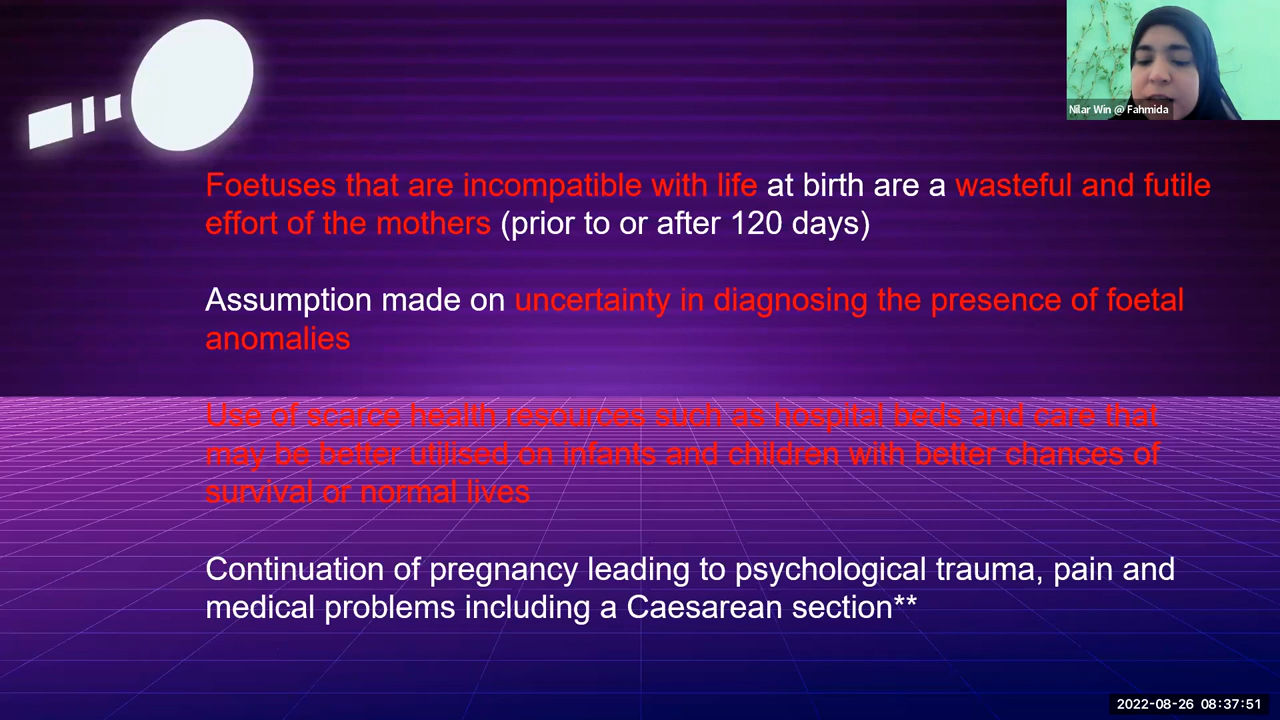 Nilar Win @ Fahmida
Foetuses that are incompatible with life at birth are a wasteful and futile
effort of the mothers (prior to or after 120 days)
Assumption made on uncertainty in diagnosing the presence of foetal
anomalies
Use of scarce health resources such as hospital beds and care that
may be better utilised on infants and children with better chances of
survival or normal lives
Continuation of pregnancy leading to psychological trauma, pain and
medical problems including a Caesarean section**
2022-08-26 08:37:51